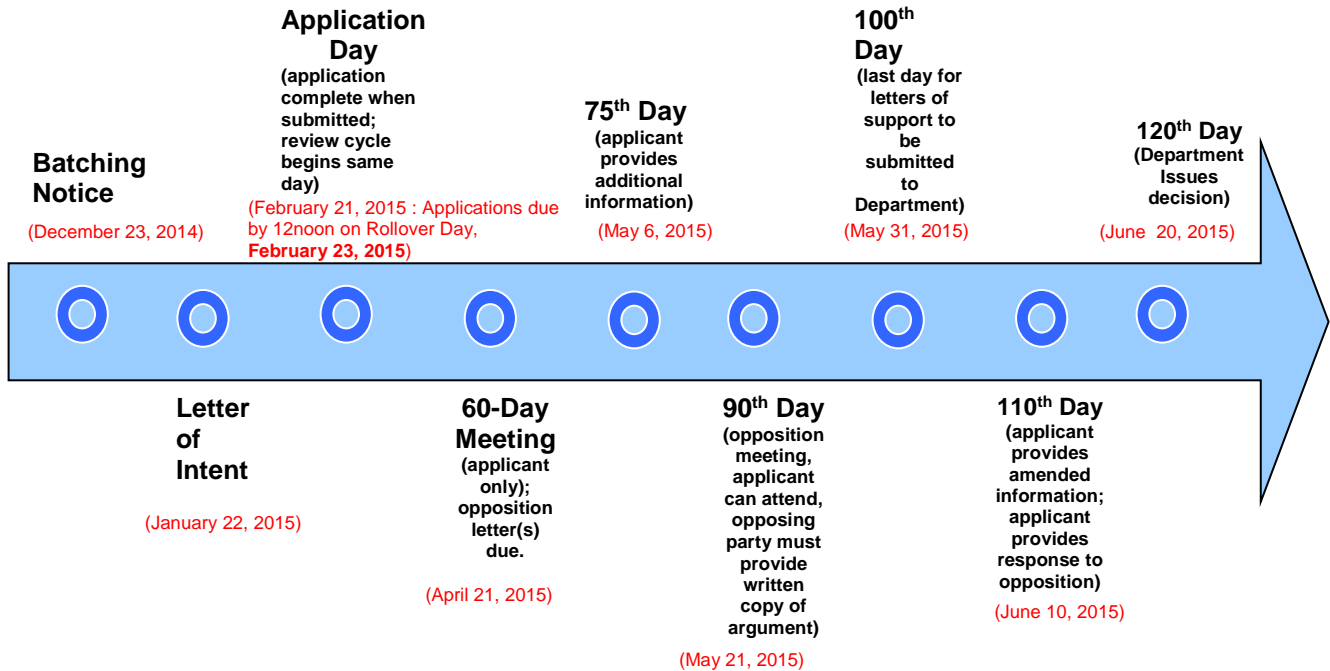 Batching
Notice
(December 23, 2014)
Letter
of
Intent
(January 22, 2015)
Application
Day
(application
complete when
submitted;
review cycle
begins same
day)
(February 21, 2015 : Applications due
by 12noon on Rollover Day,
February 23, 2015)
60-Day
Meeting
(applicant
only);
opposition
letter(s)
due.
(April 21, 2015)
75th Day
(applicant
provides
additional
information)
(May 6, 2015)
90th Day
(opposition
meeting,
applicant
can attend,
opposing
party must
provide
written
copy of
argument)
(May 21, 2015)
100th
Day
(last day for
letters of
support to
be
submitted
to
Department)
(May 31, 2015)
110th Day
(applicant
provides
amended
information;
applicant
provides
response to
opposition)
(June 10, 2015)
120th Day
(Department
Issues
decision)
(June 20, 2015)